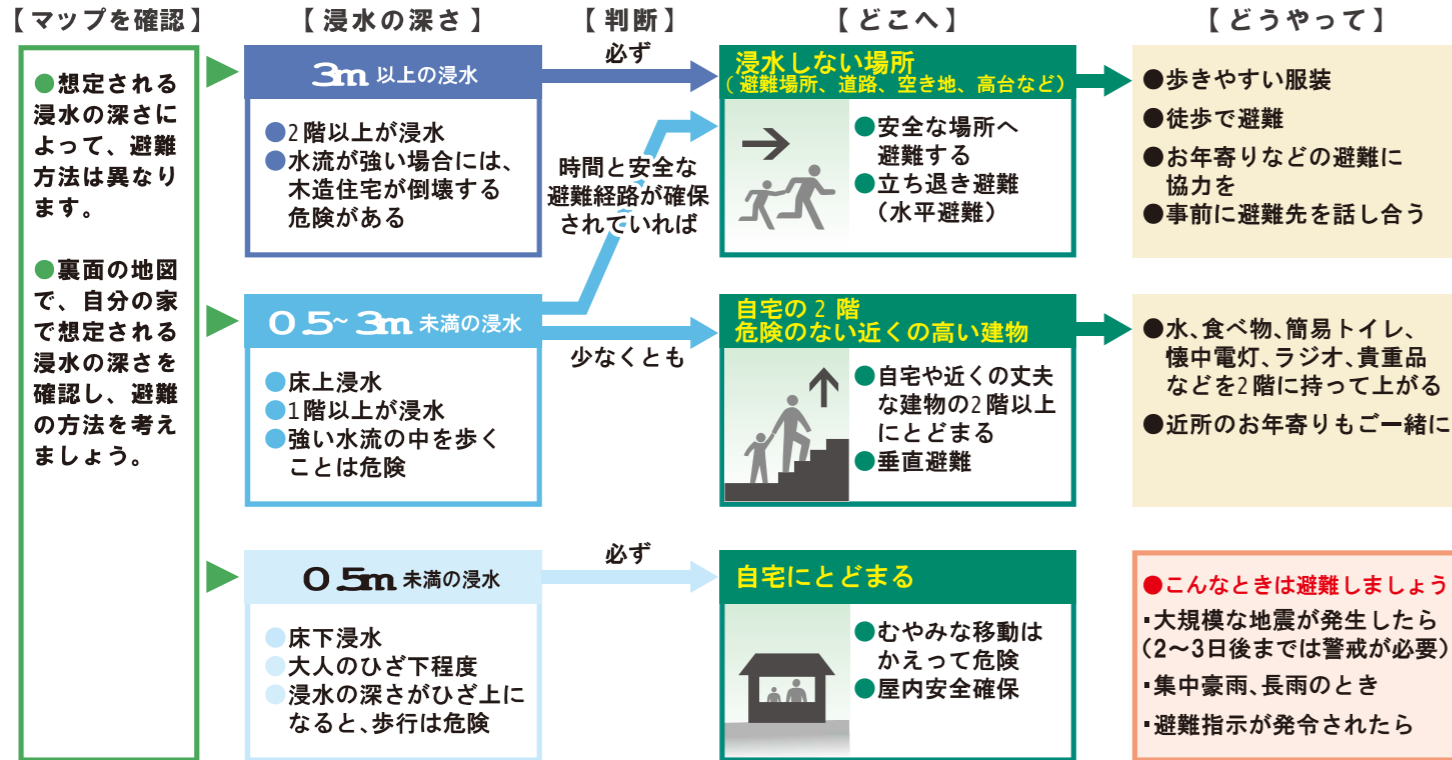 【マップを確認】
【浸水の深さ】
【判断】
【どこへ】
【どうやって】
●想定される
浸水の深さに
よって、避難
方法は異なり
ます。
●裏面の地図
で、自分の家
で想定される
浸水の深さを
確認し、避難
の方法を考え
ましょう。
3m 以上の浸水
●2階以上が浸水
●水流が強い場合には、
木造住宅が倒壊する
危険がある
必ず
浸水しない場所
(避難場所、道路、空き地、高台など)
●安全な場所へ
避難する
●立ち退き避難
(水平避難)
●歩きやすい服装
●徒歩で避難
●お年寄りなどの避難に
協力を
●事前に避難先を話し合う
時間と安全な
避難経路が確保
されていれば
0.5~3m 未満の浸水
●床上浸水
●1階以上が浸水
●強い水流の中を歩く
ことは危険
少なくとも
自宅の2階
危険のない近くの高い建物
●自宅や近くの丈夫
な建物の2階以上
にとどまる
●垂直避難
●水、食べ物、簡易トイレ、
懐中電灯、ラジオ、貴重品
などを2階に持って上がる
●近所のお年寄りもご一緒に
0.5m 未満の浸水
●床下浸水
●大人のひざ下程度
●浸水の深さがひざ上に
なると、歩行は危険
必ず
自宅にとどまる
●むやみな移動は
かえって危険
●屋内安全確保
●こんなときは避難しましょう
・大規模な地震が発生したら
(2〜3日後までは警戒が必要)
・集中豪雨、長雨のとき
・避難指示が発令されたら